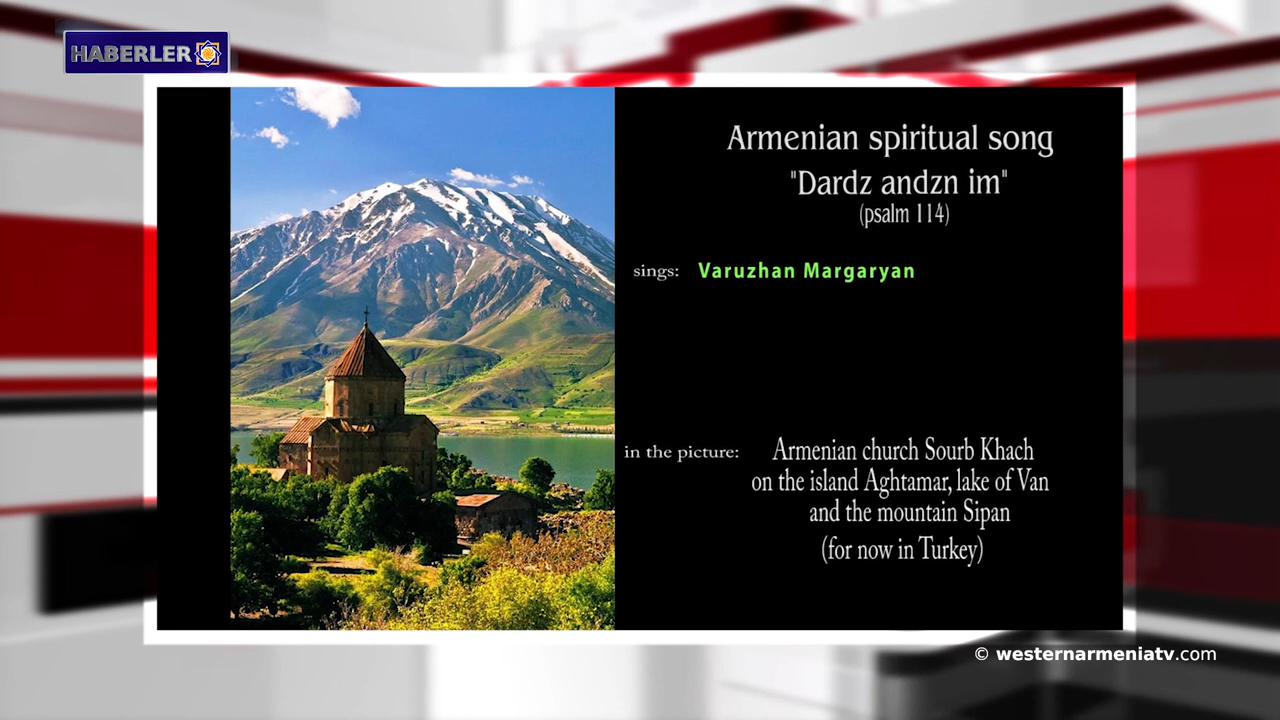 HABERLER
Armenian spiritual song
"Dardz andzn im"
(psalm 114)
sings: Varuzhan Margaryan
in the picture: Armenian church Sourb Khach
on the island Aghtamar, lake of Van
and the mountain Sipan
(for now in Turkey)
© westernarmeniatv.com